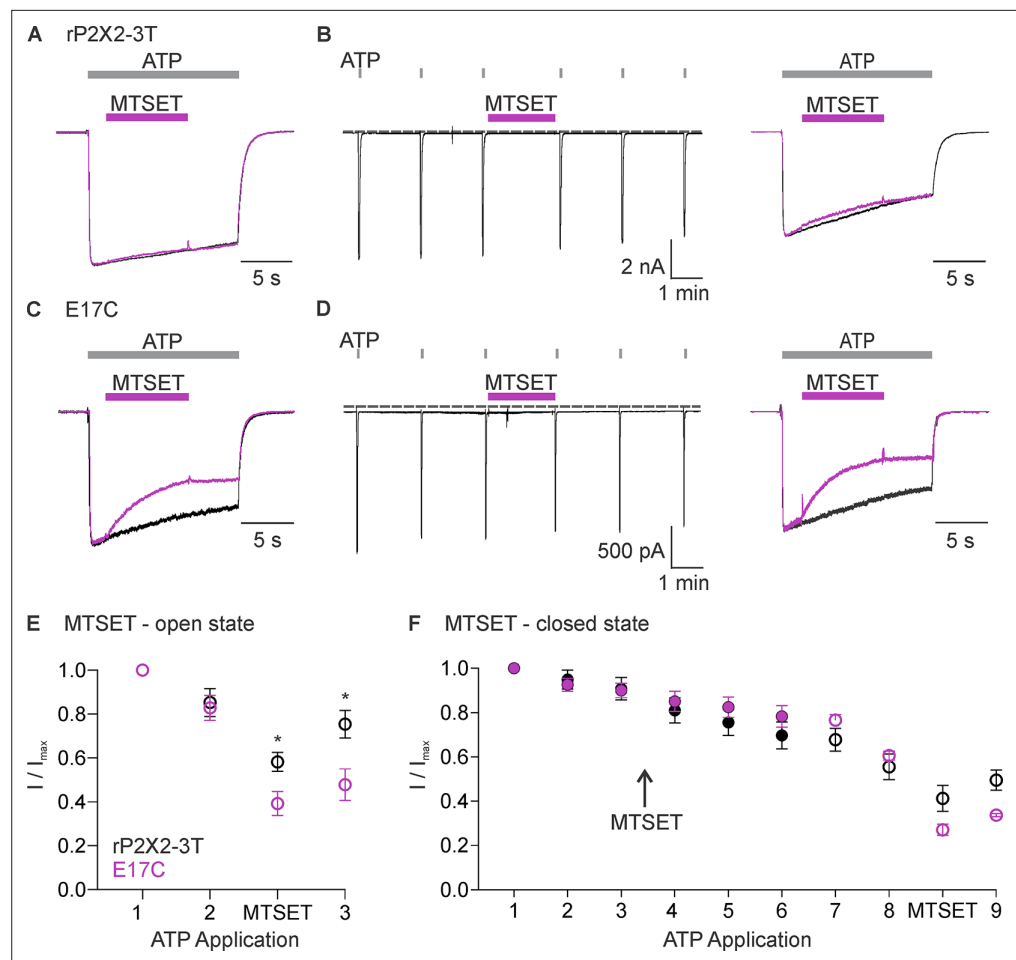 A rP2X2-3T
ATP
MTSET
5 s
B
ATP
MTSET
2 nA
1 min
ATP
MTSET
5 s
C E17C
ATP
MTSET
5 s
D
ATP
MTSET
500 pA
1 min
ATP
MTSET
5 s
E MTSET - open state
I / Imax
1.0
0.8
0.6
0.4
0.2
0.0
*
*
rP2X2-3T
E17C
1 2 MTSET 3
ATP Application
F MTSET - closed state
I / Imax
1.0
0.8
0.6
0.4
0.2
0.0
MTSET
1 2 3 4 5 6 7 8 MTSET 9
ATP Application